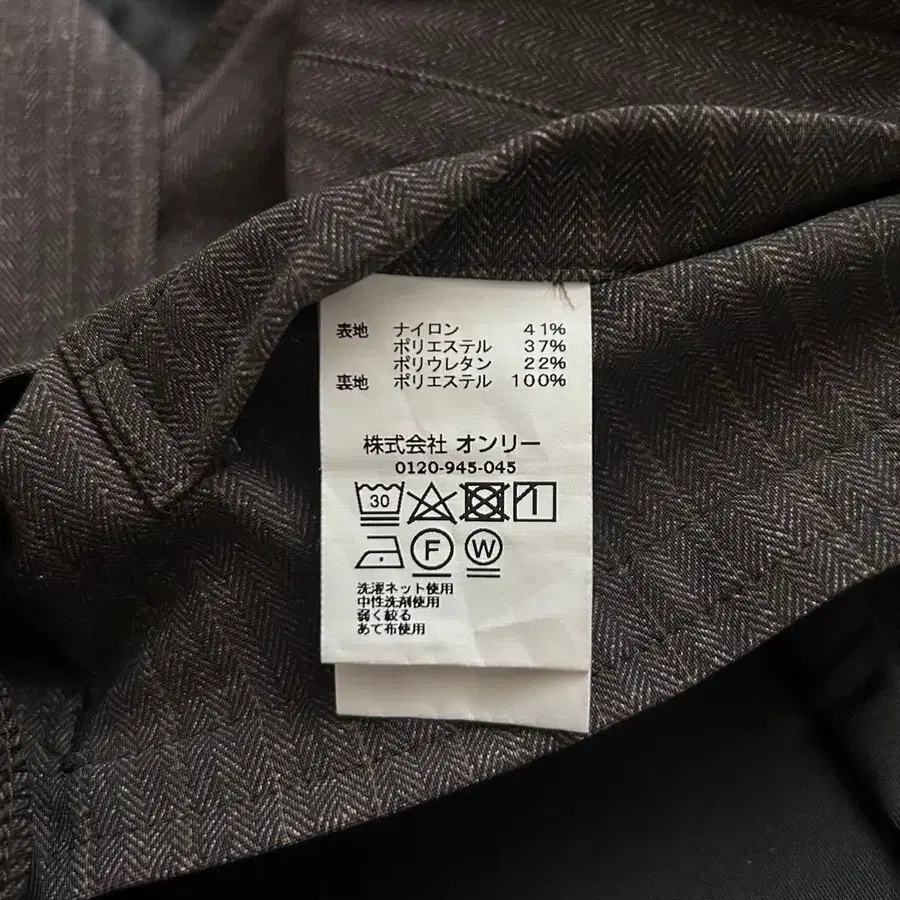 表地 ナイロン 41%
ポリエステル 37%
ポリウレタン 22%
裏地 ポリエステル 100%
株式会社 オンリー
0120-945-045
30
F W
洗濯ネット使用
中性洗剤使用
弱く絞る
あて布使用